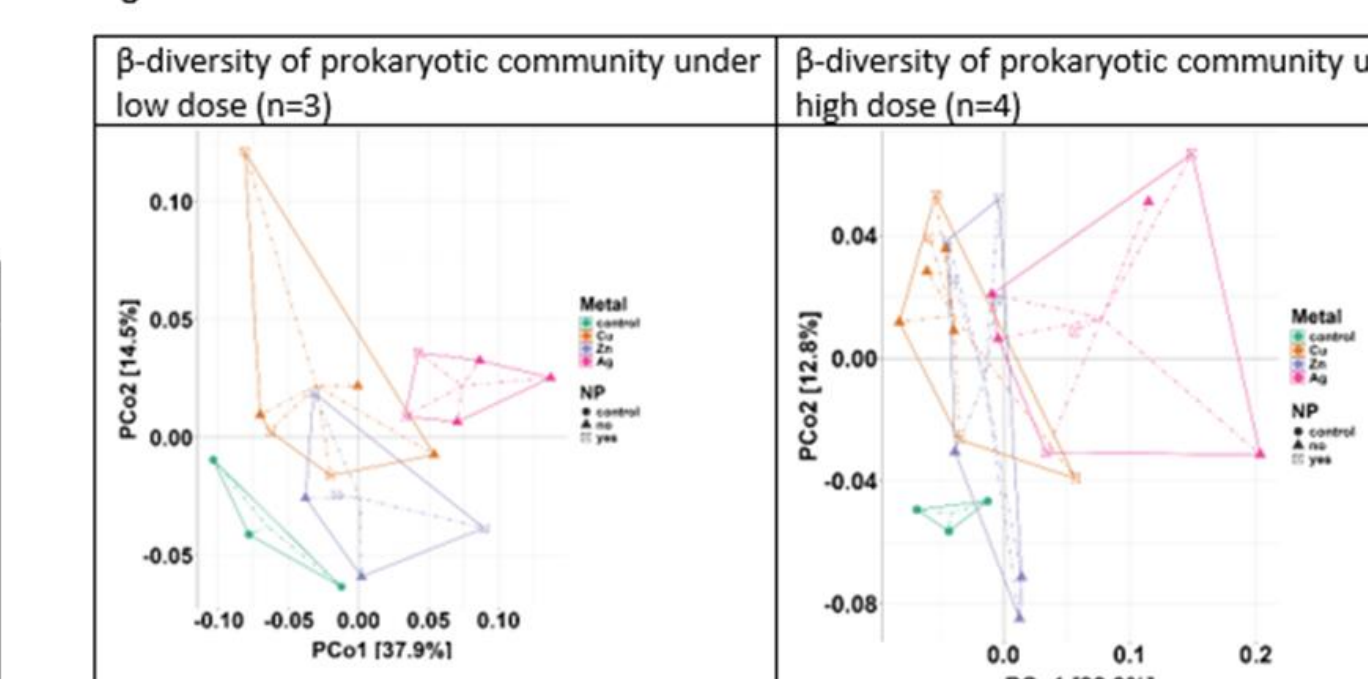 β-diversity of prokaryotic community under
low dose (n=3)
0.10
0.05
0.00
-0.05
-0.10 -0.05 0.00 0.05 0.10
PCo1 [37.9%]
PCo2 [14.5%]
Metal
control
Cu
Zn
Ag
NP
control
no
yes
β-diversity of prokaryotic community u
high dose (n=4)
0.04
0.00
-0.04
-0.08
0.0 0.1 0.2
PCo2 [12.8%]
Metal
control
Cu
Zn
Ag
NP
control
no
yes